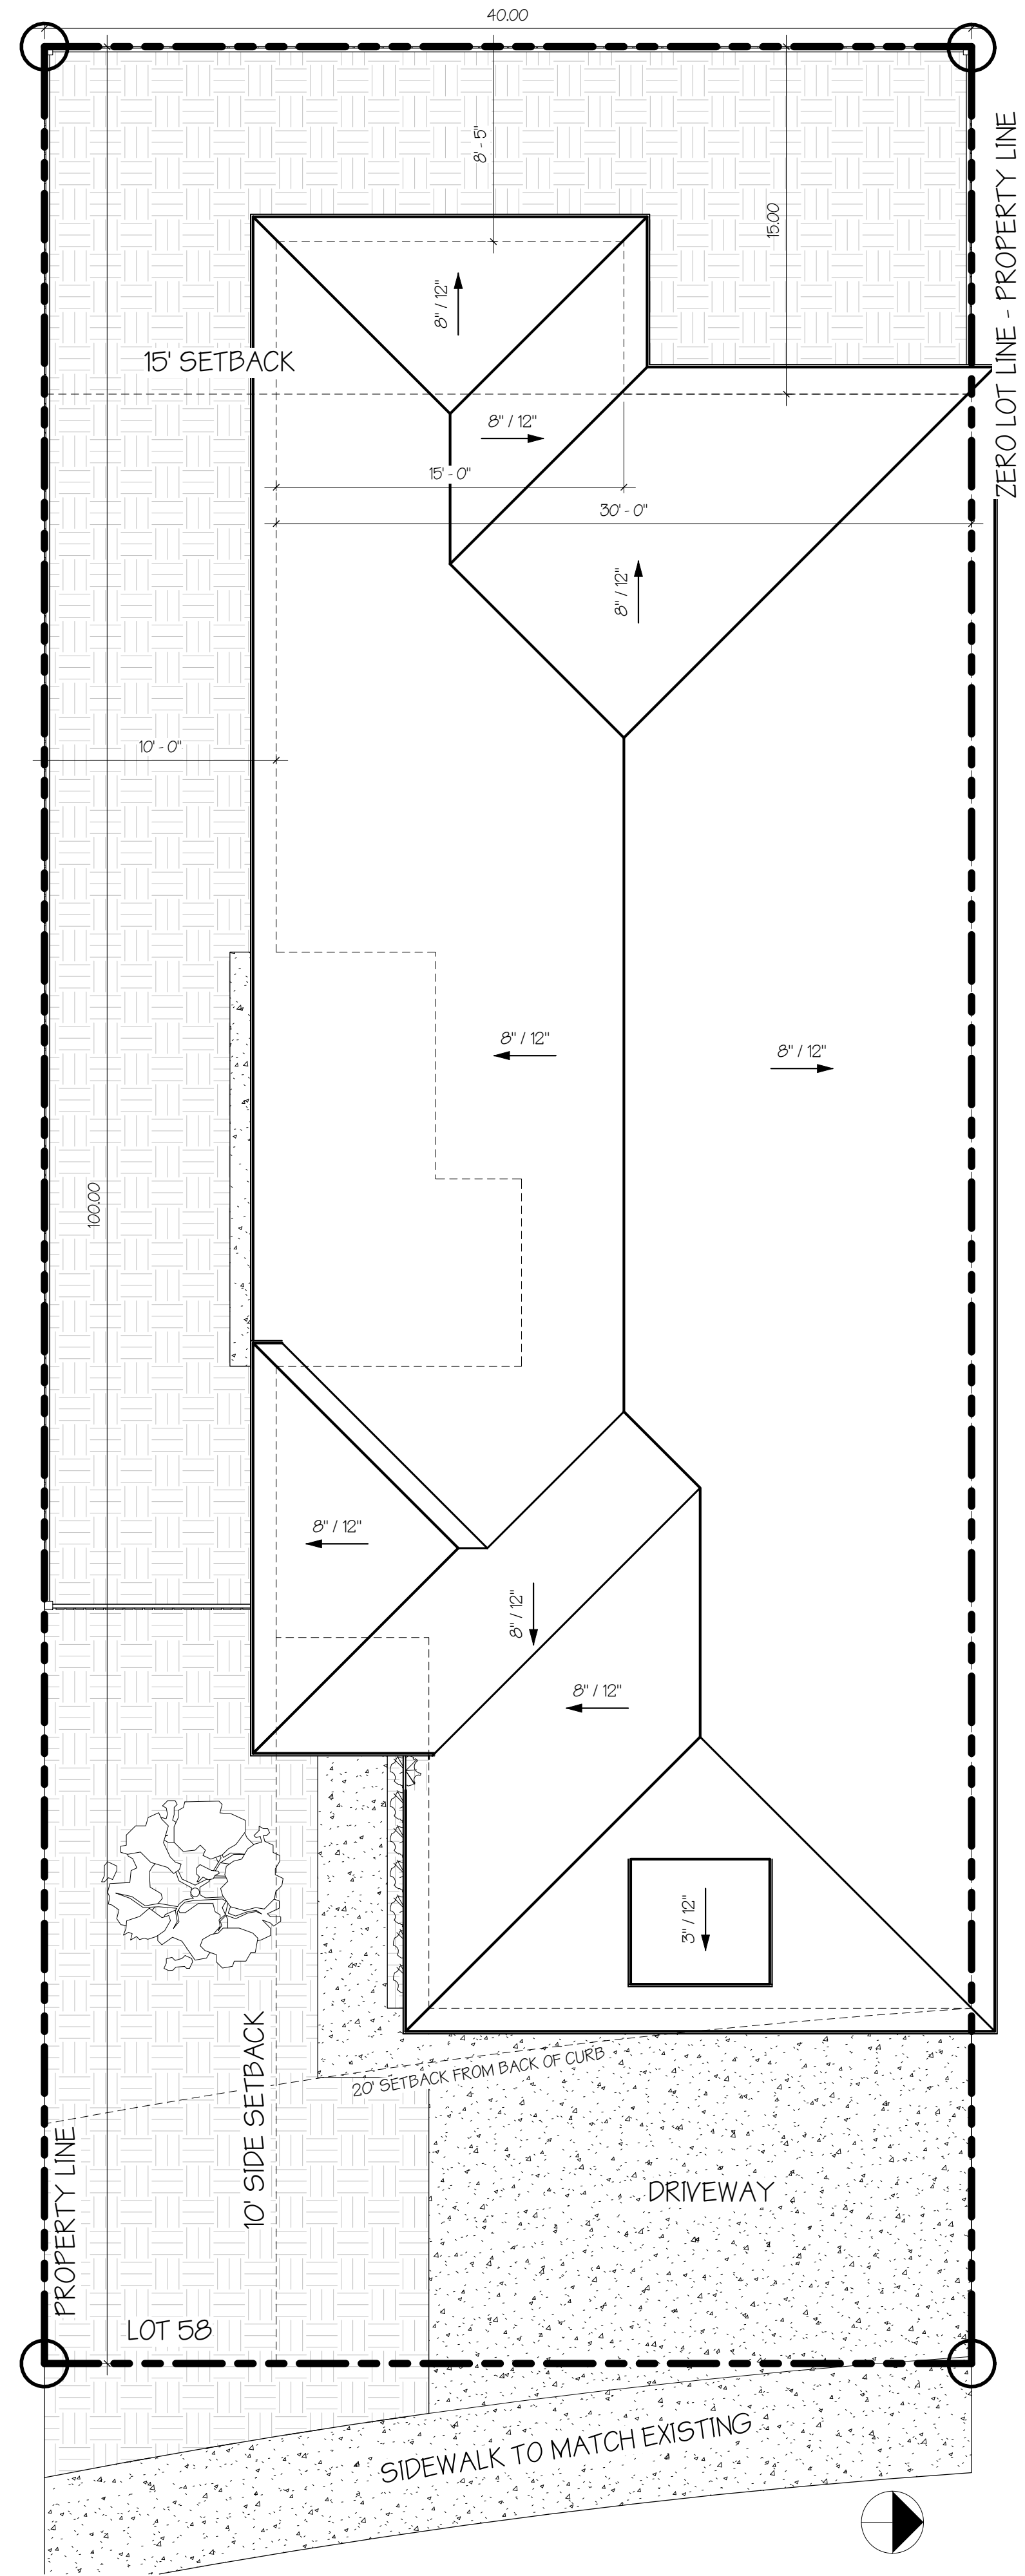 40.00
8' - 5"
15.00
ZERO LOT LINE - PROPERTY LINE
8" / 12"
15' SETBACK
8" / 12"
15' - 0"
30' - 0"
8" / 12"
10' - 0"
8" / 12"
8" / 12"
100.00
8" / 12"
8" / 12"
8" / 12"
3" / 12"
20' SETBACK FROM BACK OF CURB
10' SIDE SETBACK
PROPERTY LINE
DRIVEWAY
LOT 58
SIDEWALK TO MATCH EXISTING